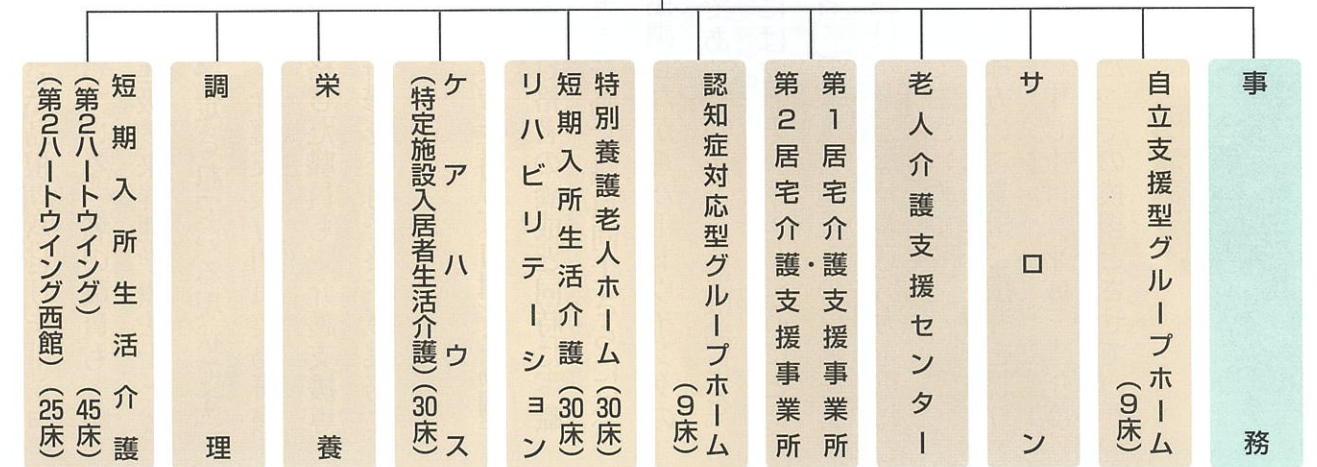 事務
自立支援型グループホーム
（9床）
サロン
老人介護支援センター
第1居宅介護支援事業所
・
第2居宅介護支援事業所
認知症対応型グループホーム
（9床）
特別養護老人ホーム（30床）
短期入所生活介護（30床）
リハビリテーション
ケアハウス
（特定施設入居者生活介護）（30床）
栄養
調理
短期入所生活介護
（第2ハートウイング）（45床）
（第2ハートウイング西館）（25床）